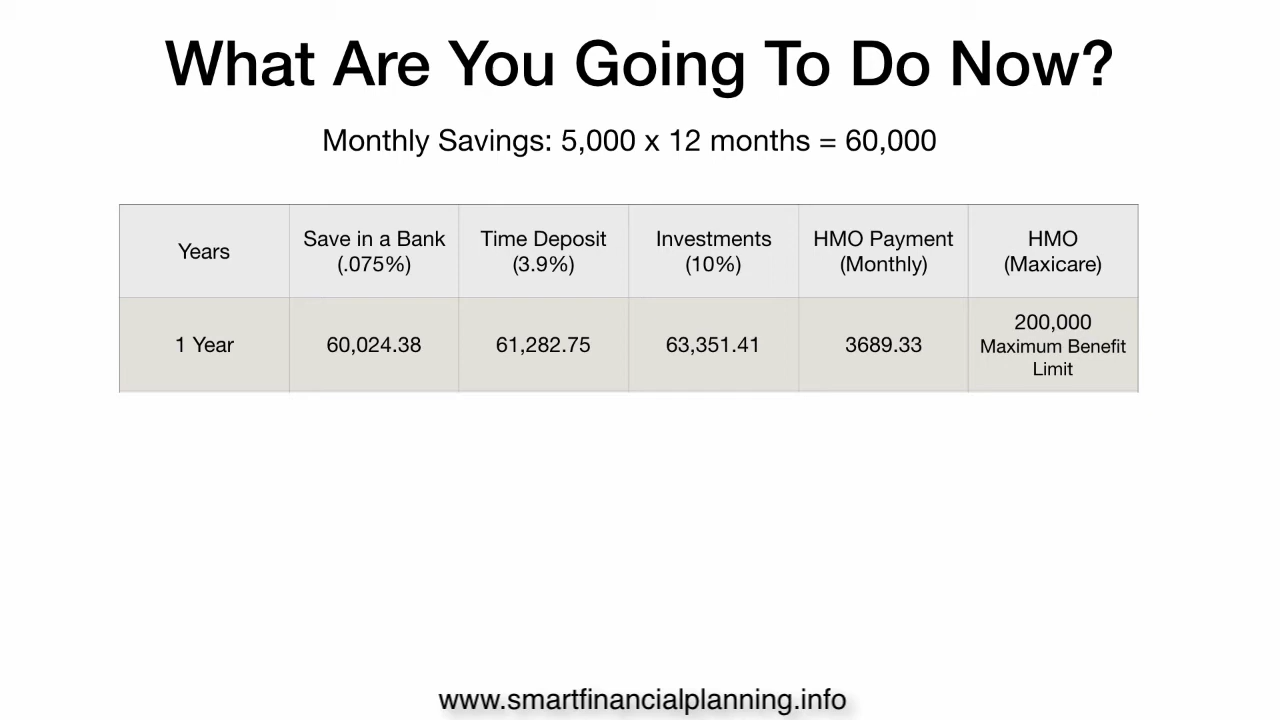 What Are You Going To Do Now?
Monthly Savings: 5,000 x 12 months = 60,000
Years
Save in a Bank
(.075%)
Time Deposit
(3.9%)
Investments
(10%)
HMO Payment
(Monthly)
HMO
(Maxicare)
1 Year
60,024.38
61,282.75
63,351.41
3689.33
200,000
Maximum Benefit
Limit
www.smartfinancialplanning.info